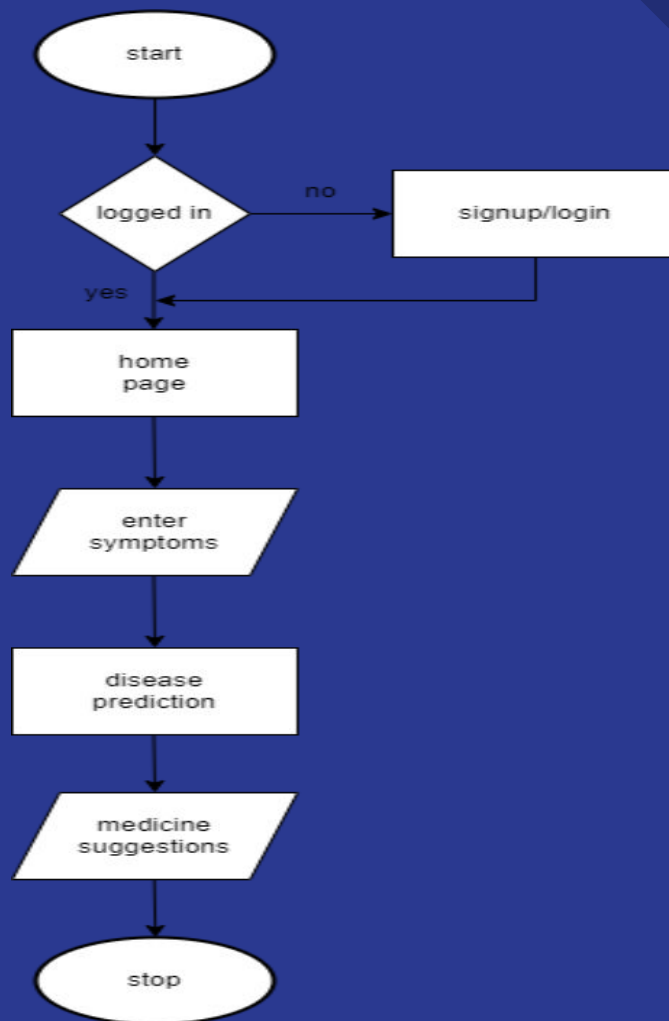 start
logged in
no
signup/login
yes
home
page
enter
symptoms
disease
prediction
medicine
suggestions
stop